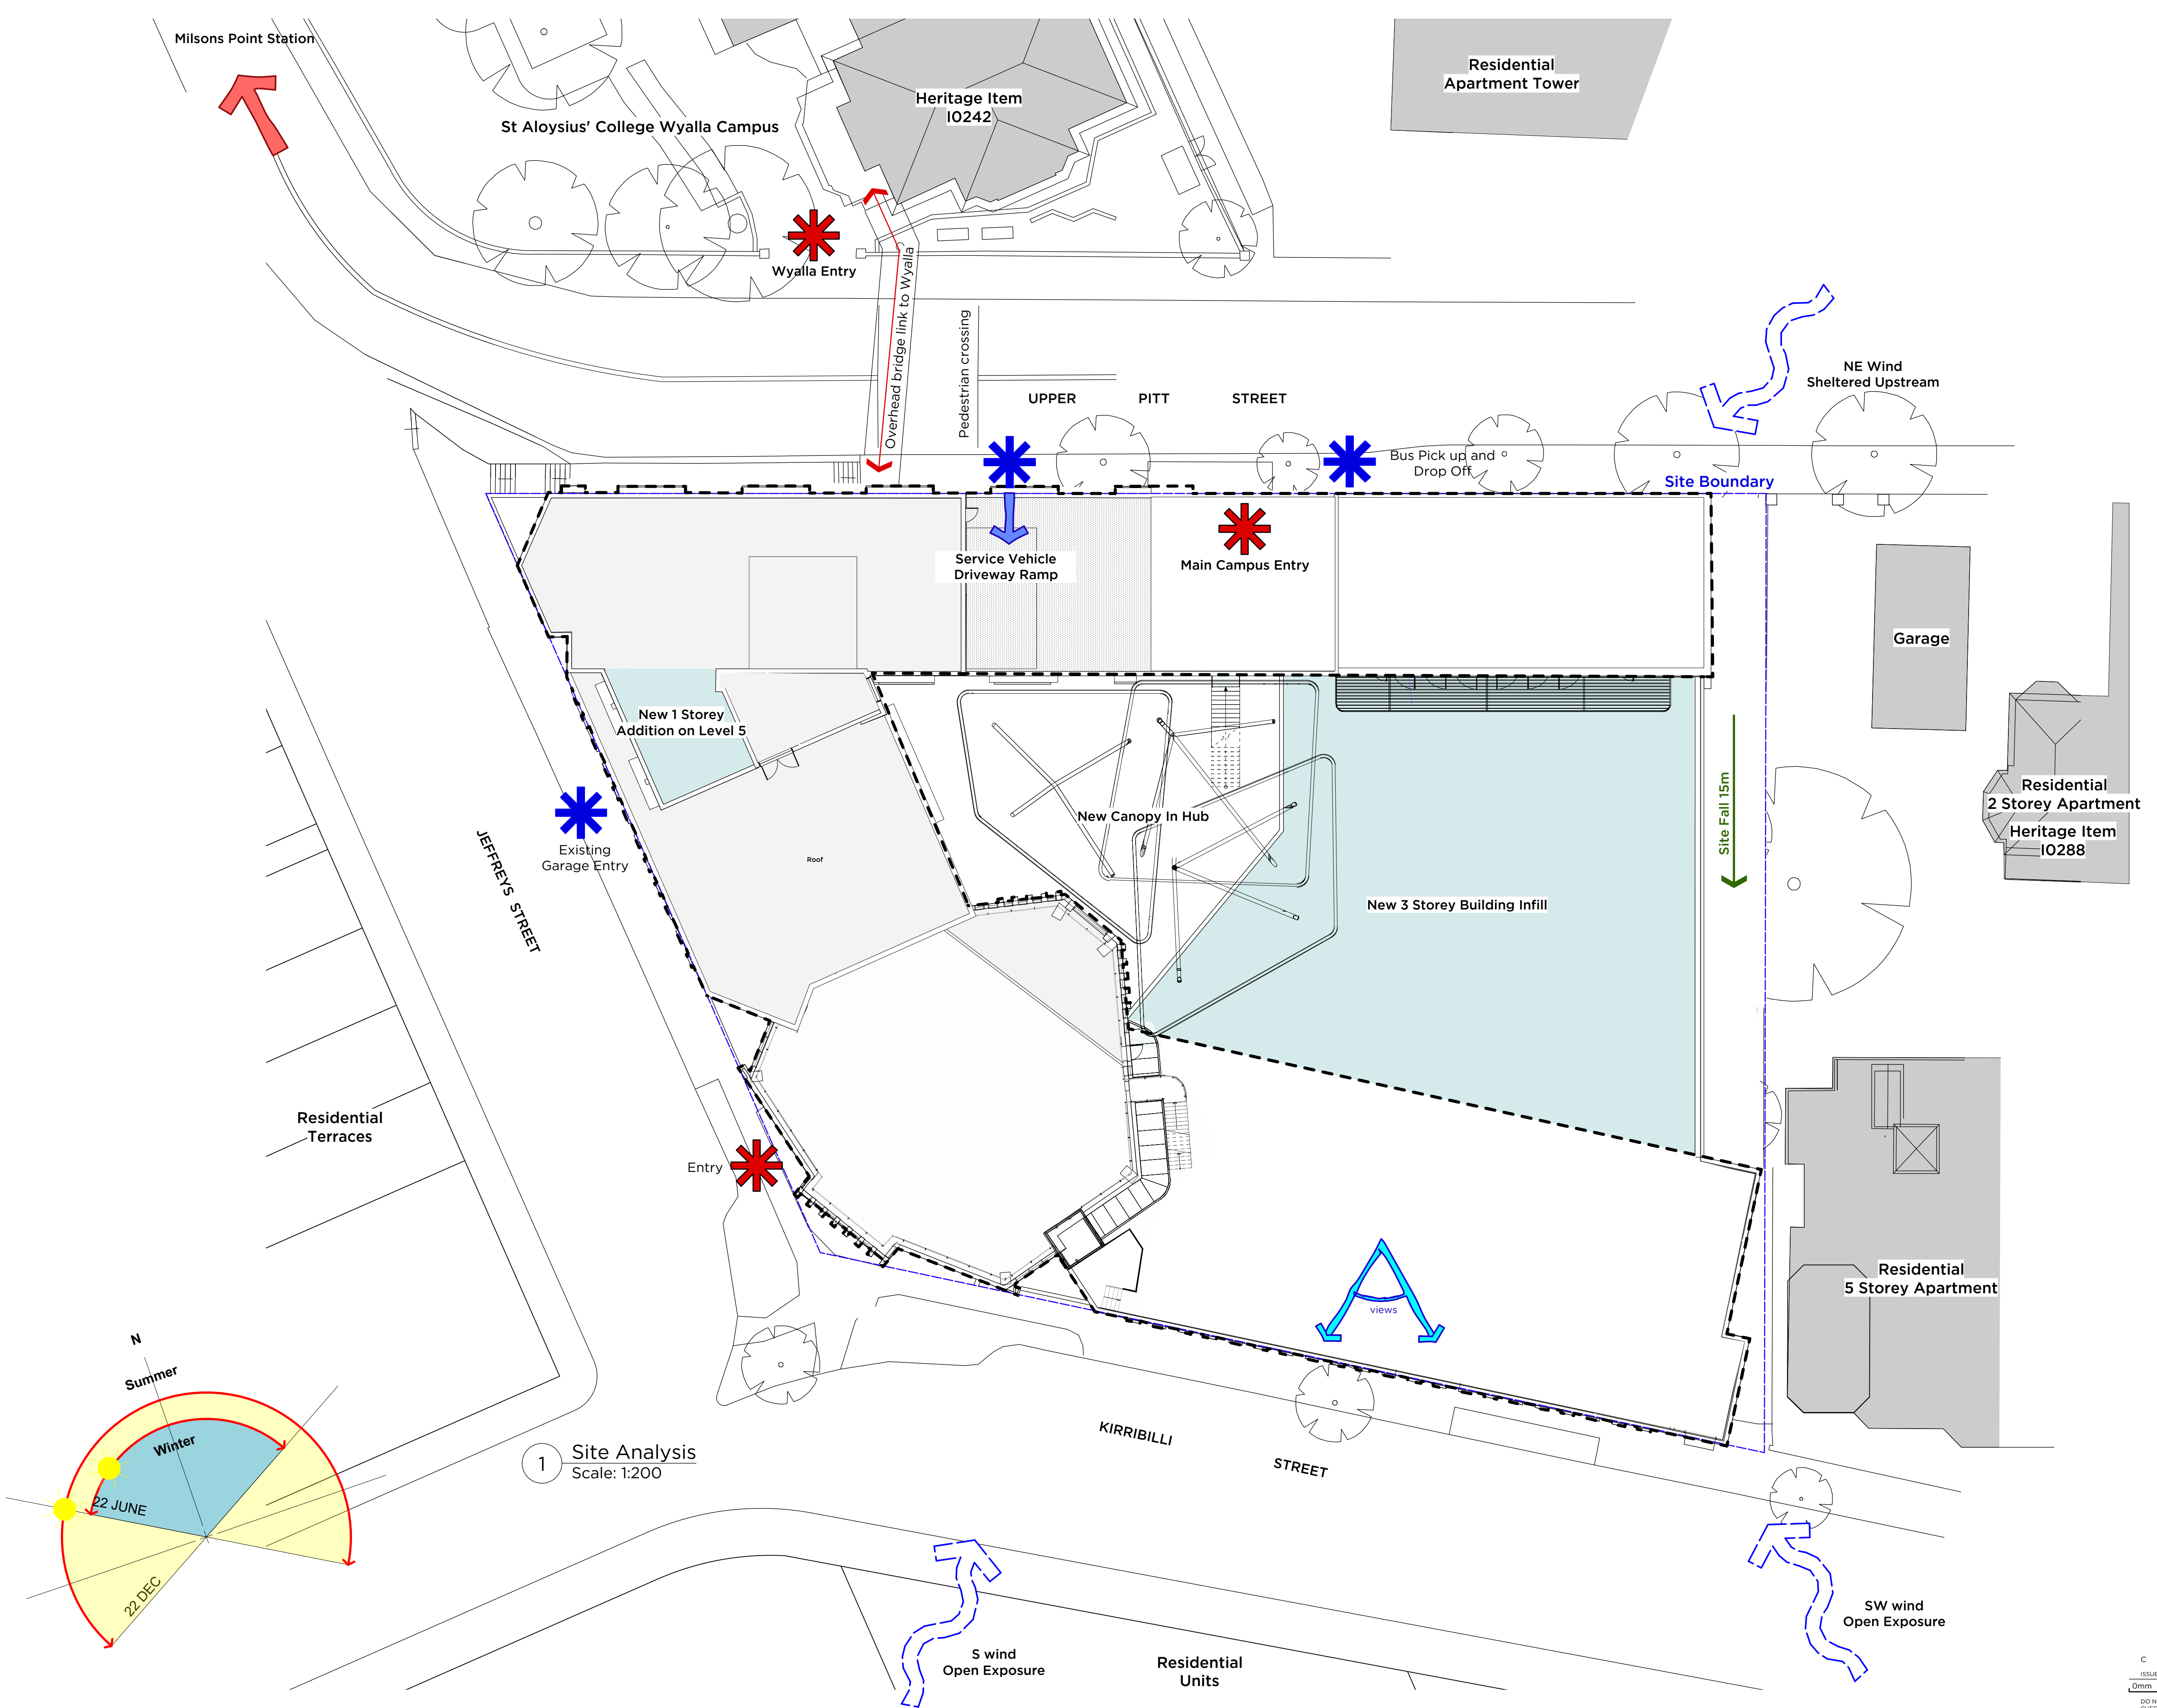 Milsons Point Station
Residential
Apartment Tower
Heritage Item
I0242
St Aloysius' College Wyalla Campus
Wyalla Entry
Overhead bridge link to Wyalla
Pedestrian crossing
NE Wind
Sheltered Upstream
UPPER PITT STREET
Bus Pick up and
Drop Off
Site Boundary
Service Vehicle
Driveway Ramp
Main Campus Entry
Garage
New 1 Storey
Addition on Level 5
Site Fall 15m
Residential
2 Storey Apartment
Heritage Item
I0288
New Canopy In Hub
Existing
Garage Entry
Roof
JEFFREYS STREET
New 3 Storey Building Infill
Residential
Terraces
Entry
Residential
5 Storey Apartment
views
N
Summer
Winter
22 JUNE
22 DEC
1
Site Analysis
Scale: 1:200
KIRRIBILLI STREET
SW wind
Open Exposure
S wind
Open Exposure
Residential
Units
C
ISSUE
0mm
DO N